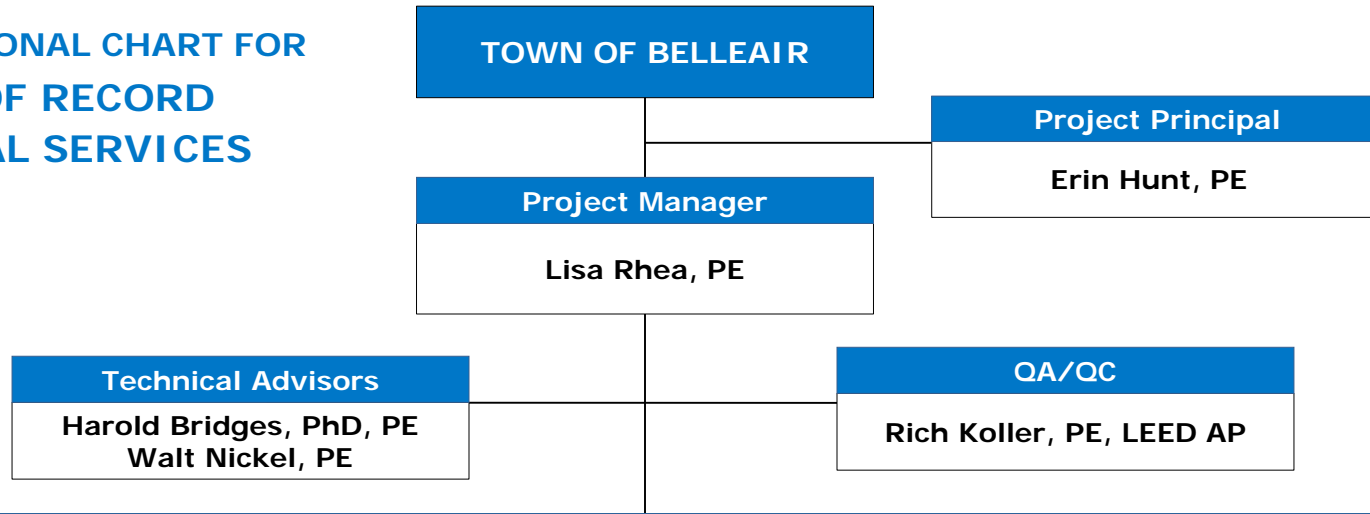 ONAL CHART FOR
OF RECORD
AL SERVICES
TOWN OF BELLEAIR
Project Principal
Erin Hunt, PE
Project Manager
Lisa Rhea, PE
Technical Advisors
Harold Bridges, PhD, PE
Walt Nickel, PE
QA/QC
Rich Koller, PE, LEED AP